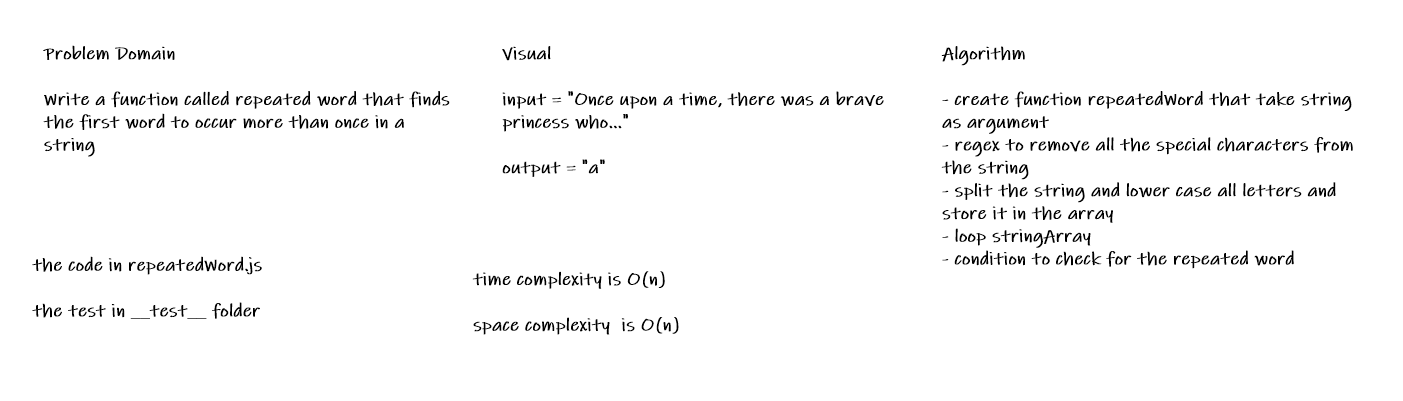 Problem Domain
Write a function called repeated word that finds
the first word to occur more than once in a
string
the code in repeatedWord.js
the test in __test__ folder
Visual
input = "Once upon a time, there was a brave
princess who..."
output = "a"
time complexity is O(n)
space complexity is O(n)
Algorithm
- create function repeatedWord that take string
as argument
- regex to remove all the special characters from
the string
- split the string and lower case all letters and
store it in the array
- loop stringArray
- condition to check for the repeated word